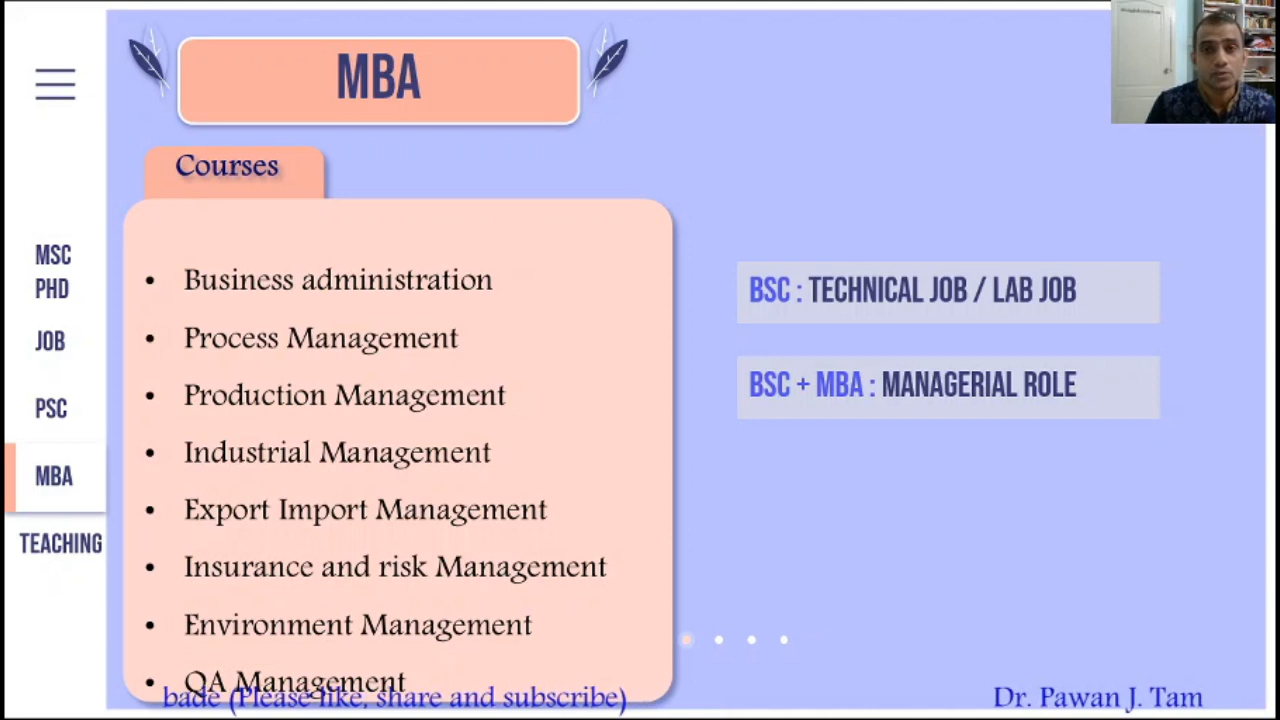 MBA
Courses
MSC
PHD
JOB
PSC
MBA
TEACHING
• Business administration
• Process Management
• Production Management
• Industrial Management
• Export Import Management
• Insurance and risk Management
• Environment Management
• QA Management
BSC : TECHNICAL JOB / LAB JOB
BSC + MBA : MANAGERIAL ROLE
bade (Please like, share and subscribe)
Dr. Pawan J. Tam